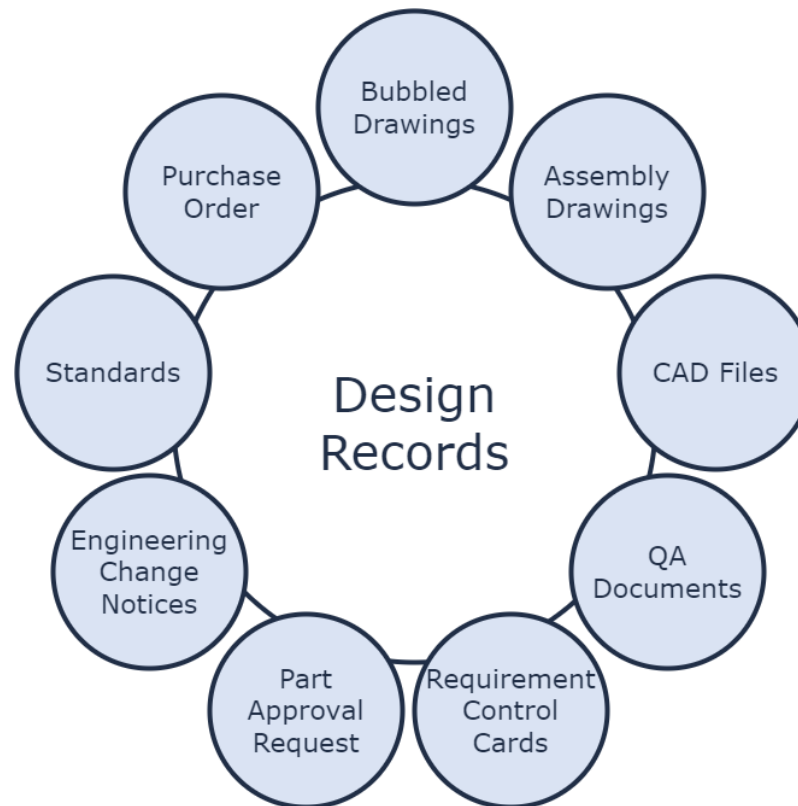 Bubbled
Drawings
Assembly
Drawings
CAD Files
QA
Documents
Requirement
Control
Cards
Part
Approval
Request
Engineering
Change
Notices
Standards
Purchase
Order
Design
Records